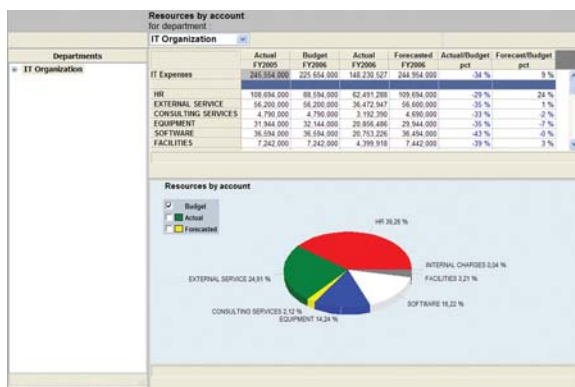 Resources by account
for department :
IT Organization
Departments
IT Organization
Actual FY2005 Budget FY2006 Actual FY2006 Forecasted FY2006 Actual/Budget pct Forecast/Budget pct
IT Expenses 245,554,000 225,654,000 148,230,527 244,954,000 -34 % 9 %
HR 108,694,000 88,594,000 62,491,288 109,694,000 -29 % 24 %
EXTERNAL SERVICE 56,200,000 56,200,000 36,472,947 56,600,000 -35 % 1 %
CONSULTING SERVICES 4,790,000 4,790,000 3,192,390 4,690,000 -33 % -2 %
EQUIPMENT 31,944,000 32,144,000 20,856,486 29,944,000 -35 % -7 %
SOFTWARE 36,594,000 36,594,000 20,753,226 36,494,000 -43 % -0 %
FACILITIES 7,242,000 7,242,000 4,399,918 7,442,000 -39 % 3 %
Resources by account
Budget
Actual
Forecasted
HR 39,26 %
INTERNAL CHARGES 0,04 %
FACILITIES 3,21 %
SOFTWARE 16,22 %
EQUIPMENT 14,24 %
CONSULTING SERVICES 2,12 %
EXTERNAL SERVICE 24,91 %